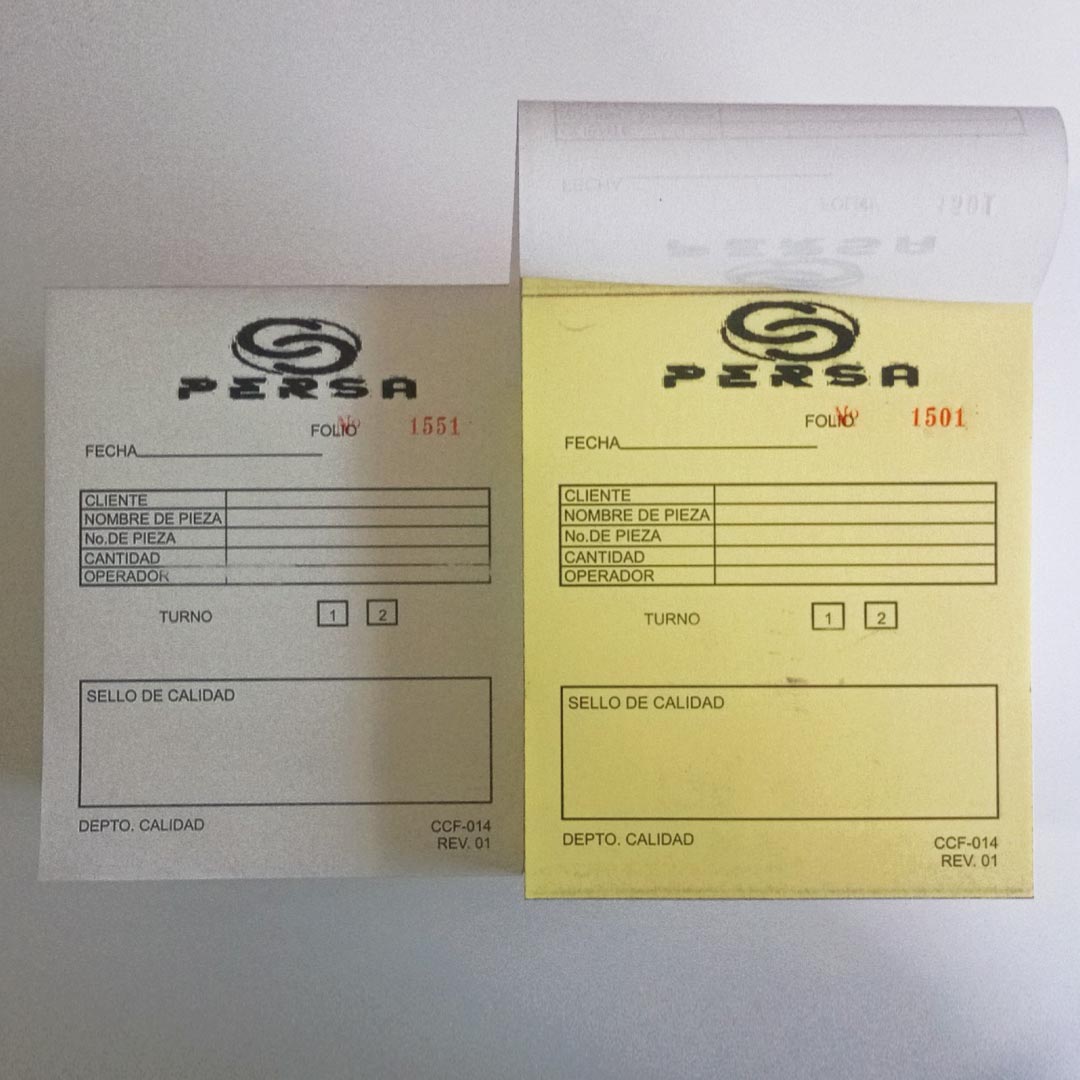 PERSA
FOLIO Nº 1551
FECHA
CLIENTE
NOMBRE DE PIEZA
No.DE PIEZA
CANTIDAD
OPERADOR
TURNO 1 2
SELLO DE CALIDAD
DEPTO. CALIDAD CCF-014
REV. 01
FECHA
FOLIO 1501
PERSA
PERSA
FOLIO Nº 1501
FECHA
CLIENTE
NOMBRE DE PIEZA
No.DE PIEZA
CANTIDAD
OPERADOR
TURNO 1 2
SELLO DE CALIDAD
DEPTO. CALIDAD CCF-014
REV. 01